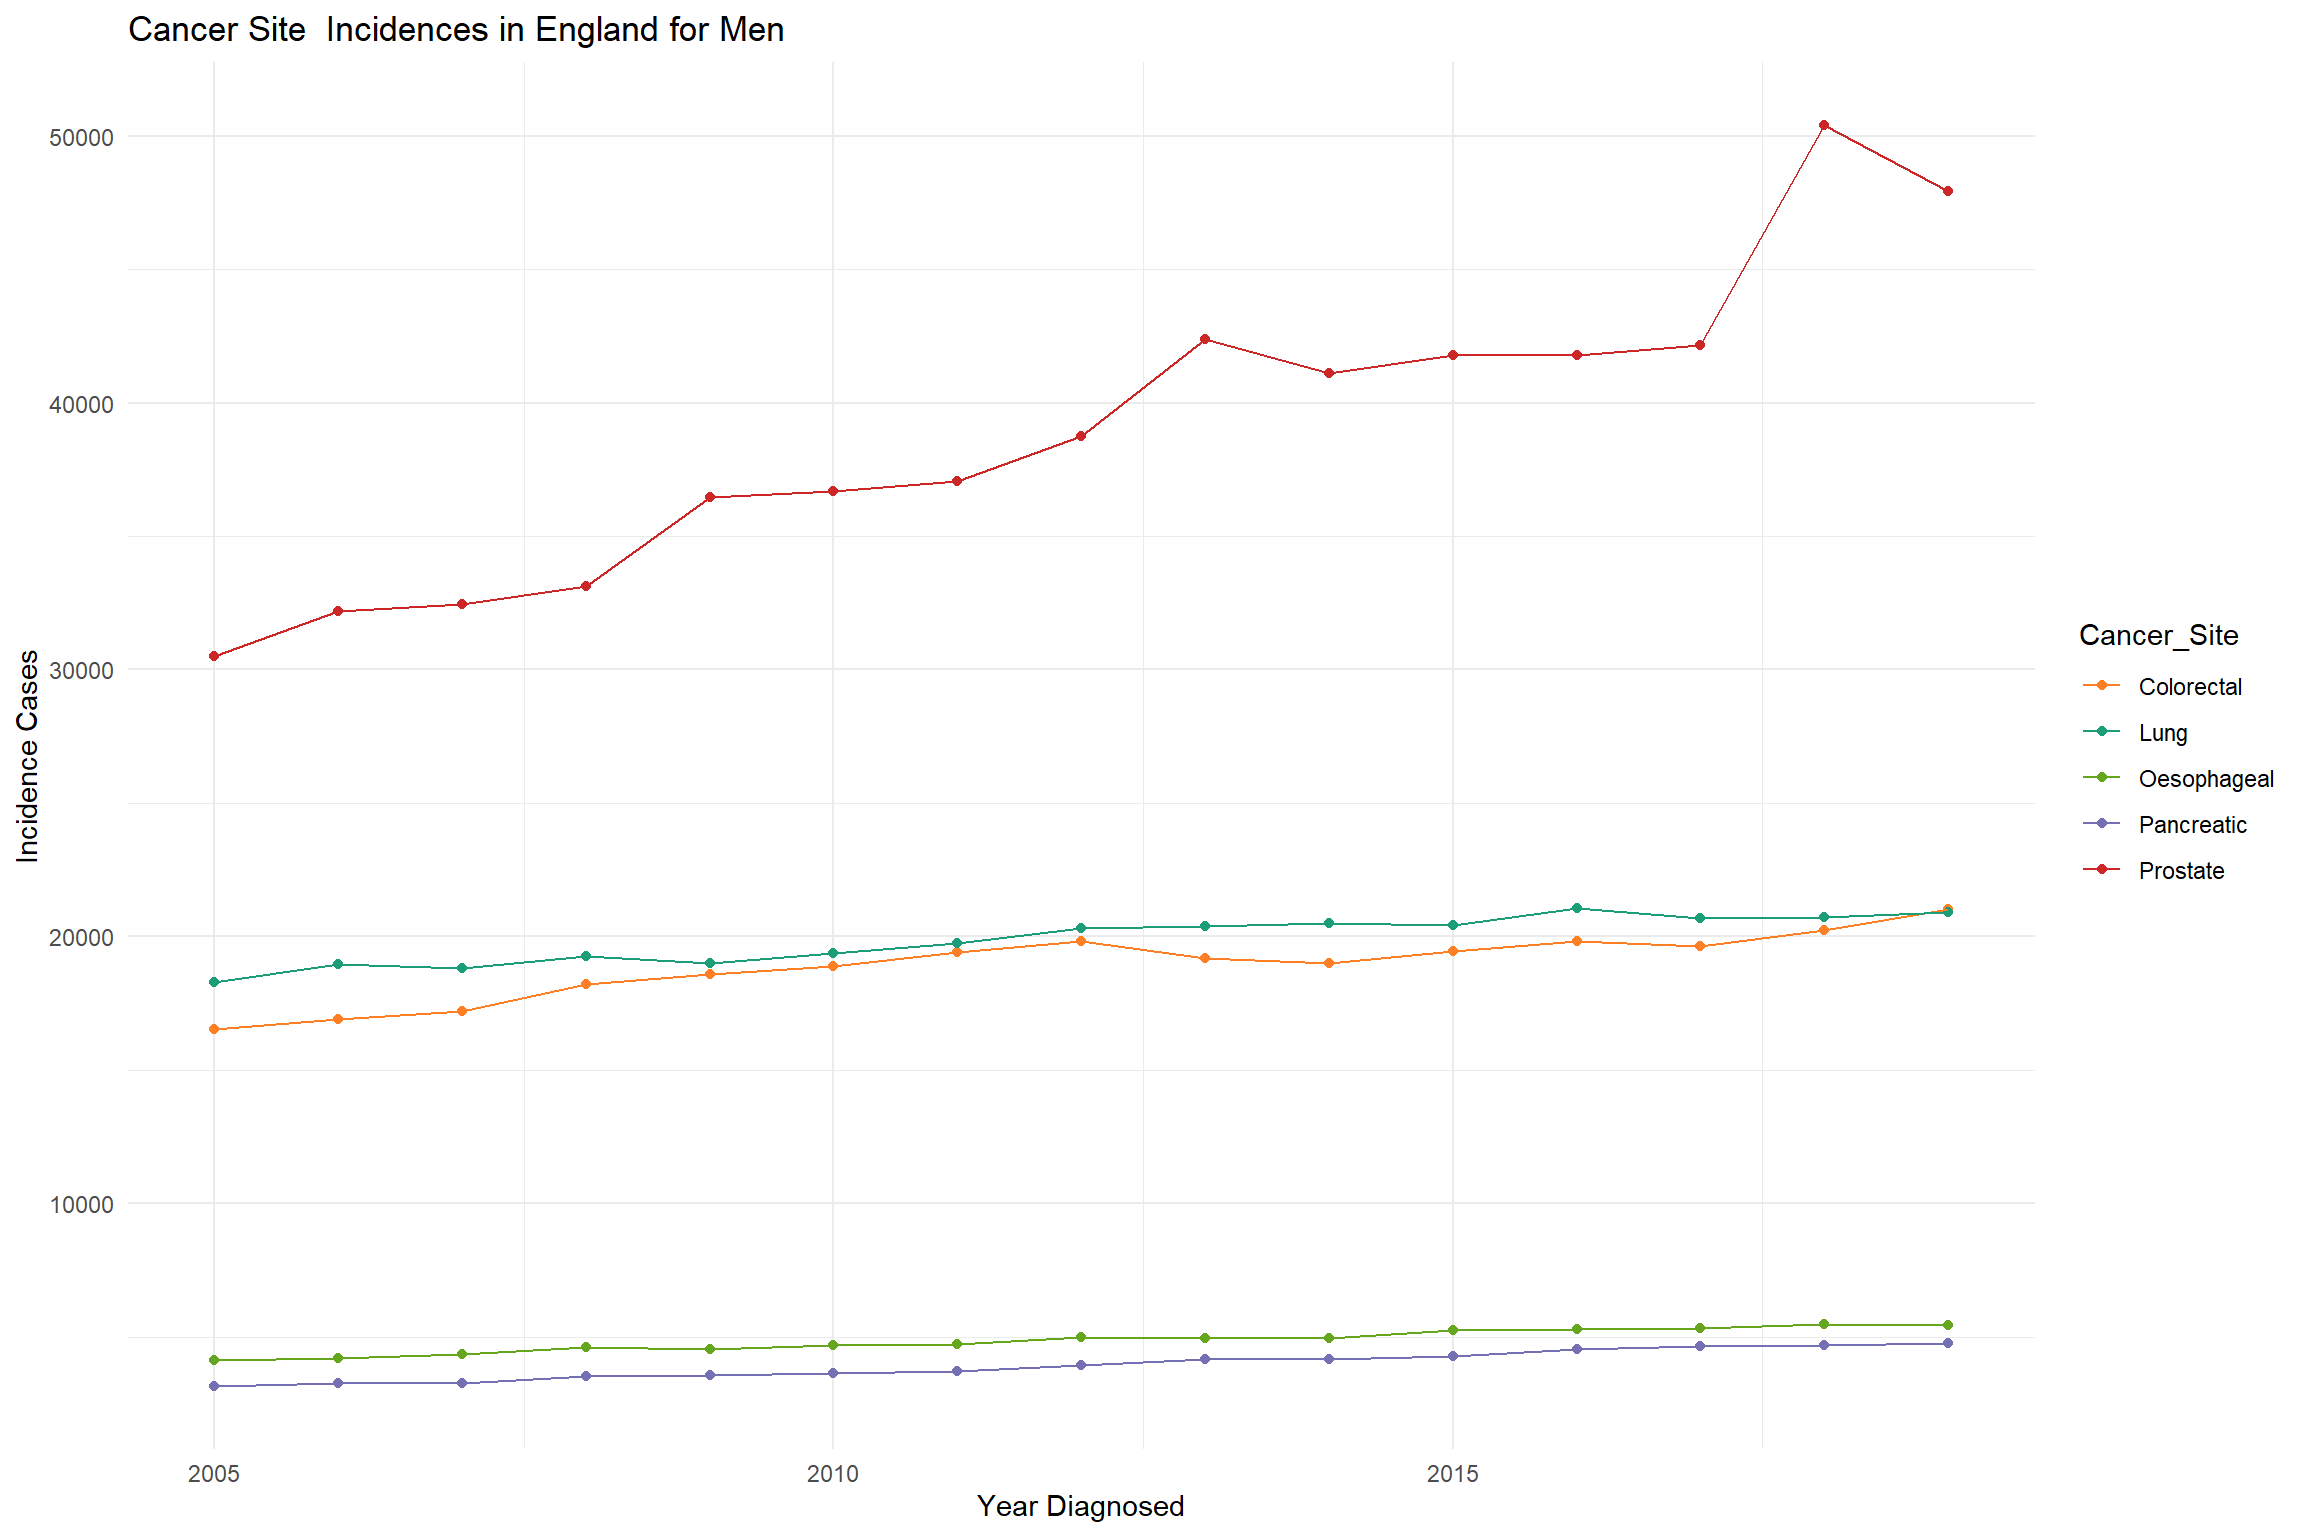 Cancer Site  Incidences in England for Men
50000
40000
30000
20000
10000
Incidence Cases
2005
2010
2015
Year Diagnosed
Cancer_Site
Colorectal
Lung
Oesophageal
Pancreatic
Prostate